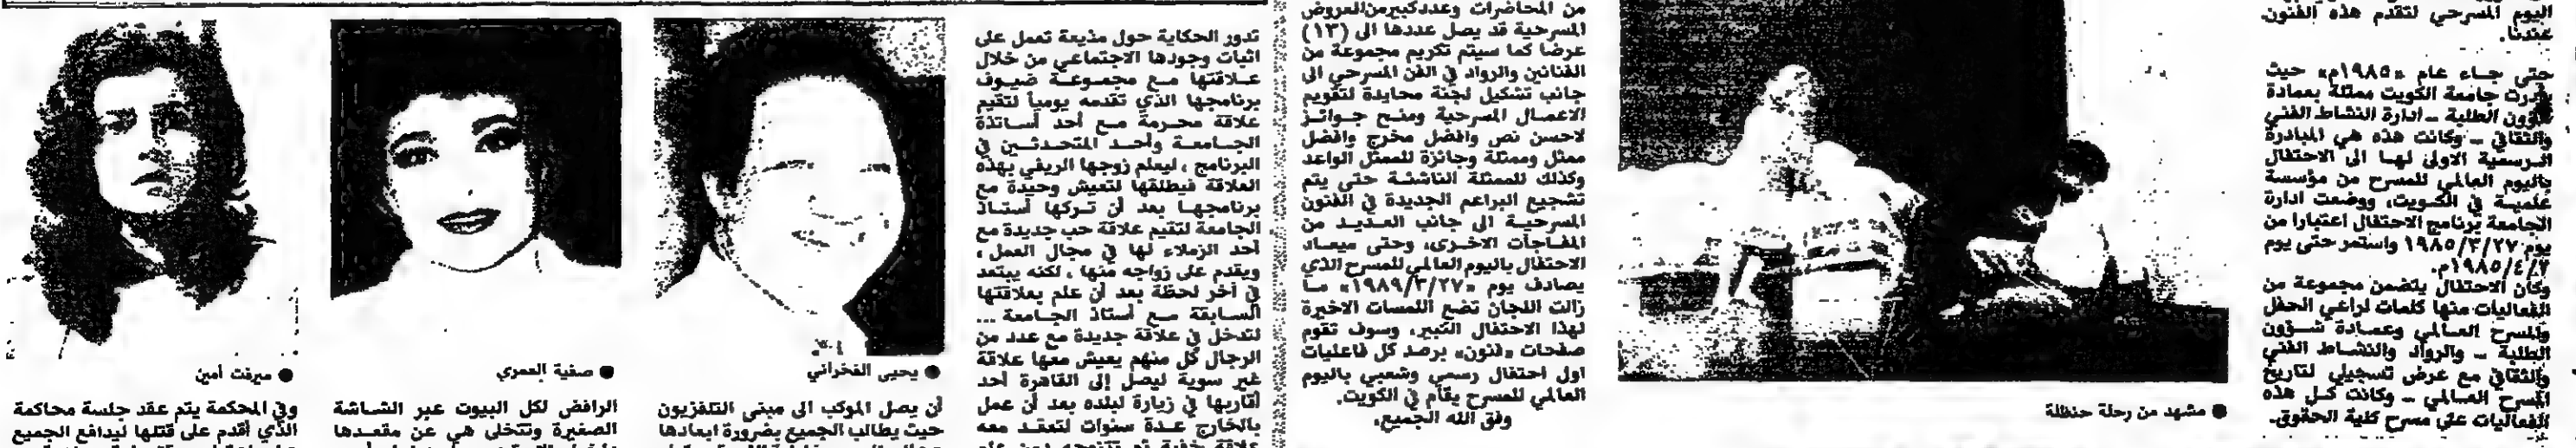 اليوم المسرحي لتقدم هذه الفنون
عندنا.
حتى جاء عام «١٩٨٥م» حيث
بادرت جامعة الكويت ممثلة بعمادة
شؤون الطلبة - ادارة النشاط الفني
والثقافي - وكانت هذه هي المبادرة
الرسمية الاولى لها الى الاحتفال
باليوم العالمي للمسرح من مؤسسة
علمية في الكويت، ووضعت ادارة
الجامعة برنامج الاحتفال اعتبارا من
يوم ١٩٨٥/٣/٢٧ واستمر حتى يوم
١٩٨٥/٤/٢م.
وكان الاحتفال يتضمن مجموعة من
الفعاليات منها كلمات لراعي الحفل
والمسرح العالمي وعمادة شؤون
الطلبة - والرواد والنشاط الفني
والثقافي مع عرض تسجيلي لتاريخ
المسرح العالمي - وكانت كل هذه
الفعاليات على مسرح كلية الحقوق.
● مشهد من رحلة حنظلة
من المحاضرات وعدد كبير من العروض
المسرحية قد يصل عددها الى (١٣)
عرضا كما سيتم تكريم مجموعة من
الفنانين والرواد في الفن المسرحي الى
جانب تشكيل لجنة محايدة لتقويم
الاعمال المسرحية ومنح جوائز
لاحسن نص وافضل مخرج وافضل
ممثل وممثلة وجائزة للممثل الواعد
وكذلك للممثلة الناشئة حتى يتم
تشجيع البراعم الجديدة في الفنون
المسرحية الى جانب العديد من
المفاجآت الاخرى، وحتى ميعاد
الاحتفال باليوم العالمي للمسرح الذي
يصادف يوم «١٩٨٩/٣/٢٧» ما
زالت اللجان تضع اللمسات الاخيرة
لهذا الاحتفال الكبير، وسوف تقوم
صفحات «فنون» برصد كل فاعليات
اول احتفال رسمي وشعبي باليوم
العالمي للمسرح يقام في الكويت.
وفق الله الجميع.
تدور الحكاية حول مذيعة تعمل على
اثبات وجودها الاجتماعي من خلال
علاقتها مع مجموعة ضيوف
برنامجها الذي تقدمه يومياً لتقيم
علاقة محرمة مع أحد أساتذة
الجامعة وأحد المتحدثين في
البرنامج ، ليعلم زوجها الريفي بهذه
العلاقة فيطلقها لتعيش وحيدة مع
برنامجها بعد أن تركها أستاذ
الجامعة لتقيم علاقة حب جديدة مع
أحد الزملاء لها في مجال العمل ،
ويقدم على زواجه منها ، لكنه يبتعد
في أخر لحظة بعد أن علم بعلاقتها
السابقة مع أستاذ الجامعة ...
لتدخل في علاقة جديدة مع عدد من
الرجال كل منهم يعيش معها علاقة
غير سوية ليصل إلى القاهرة أحد
أقاربها في زيارة لبلده بعد أن عمل
بالخارج عدة سنوات لتعقد معه
● يحيى الفخراني
أن يصل الموكب الى مبنى التلفزيون
حيث يطالب الجميع بضرورة ابعادها
● صفية العمري
الرافض لكل البيوت عبر الشاشة
الصغيرة وتتخلى هي عن مقعدها
● ميرفت أمين
وفي المحكمة يتم عقد جلسة محاكمة
الذي أقدم على قتلها ليدافع الجميع